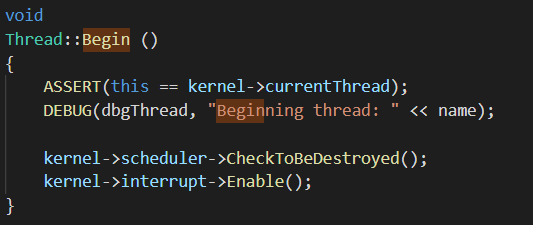 void
Thread::Begin ()
{
    ASSERT(this == kernel->currentThread);
    DEBUG(dbgThread, "Beginning thread: " << name);

    kernel->scheduler->CheckToBeDestroyed();
    kernel->interrupt->Enable();
}